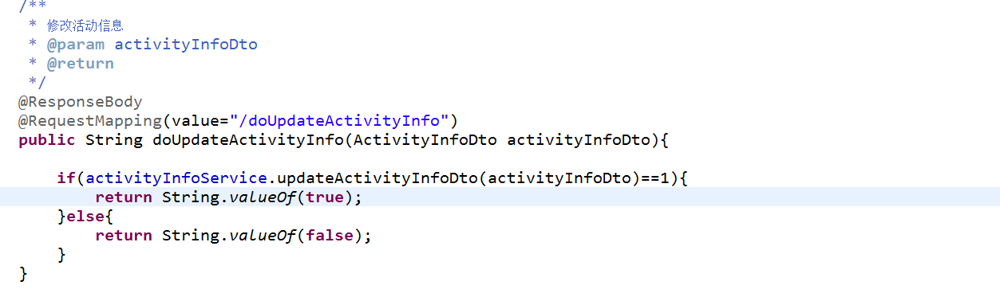 /**
 * 修改活动信息
 * @param activityInfoDto
 * @return
 */
@ResponseBody
@RequestMapping(value="/doUpdateActivityInfo")
public String doUpdateActivityInfo(ActivityInfoDto activityInfoDto){
    if(activityInfoService.updateActivityInfoDto(activityInfoDto)==1){
        return String.valueOf(true);
    }else{
        return String.valueOf(false);
    }
}